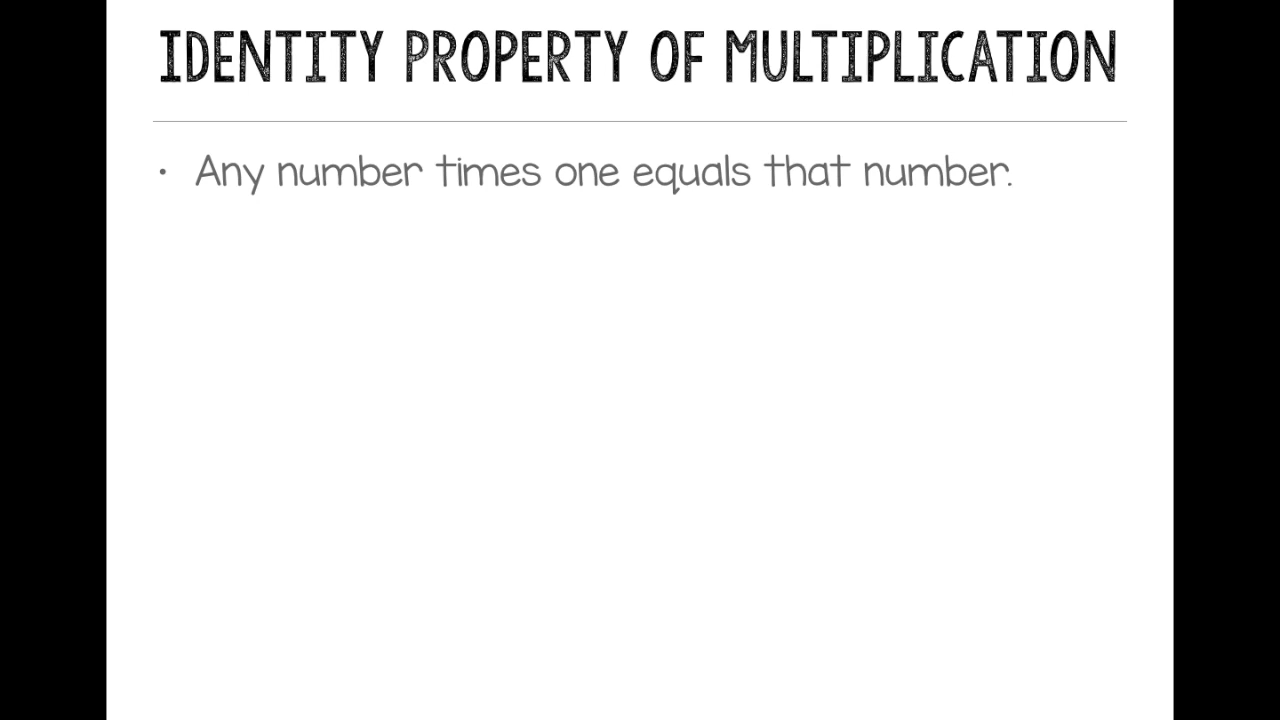 IDENTITY PROPERTY OF MULTIPLICATION
• Any number times one equals that number.